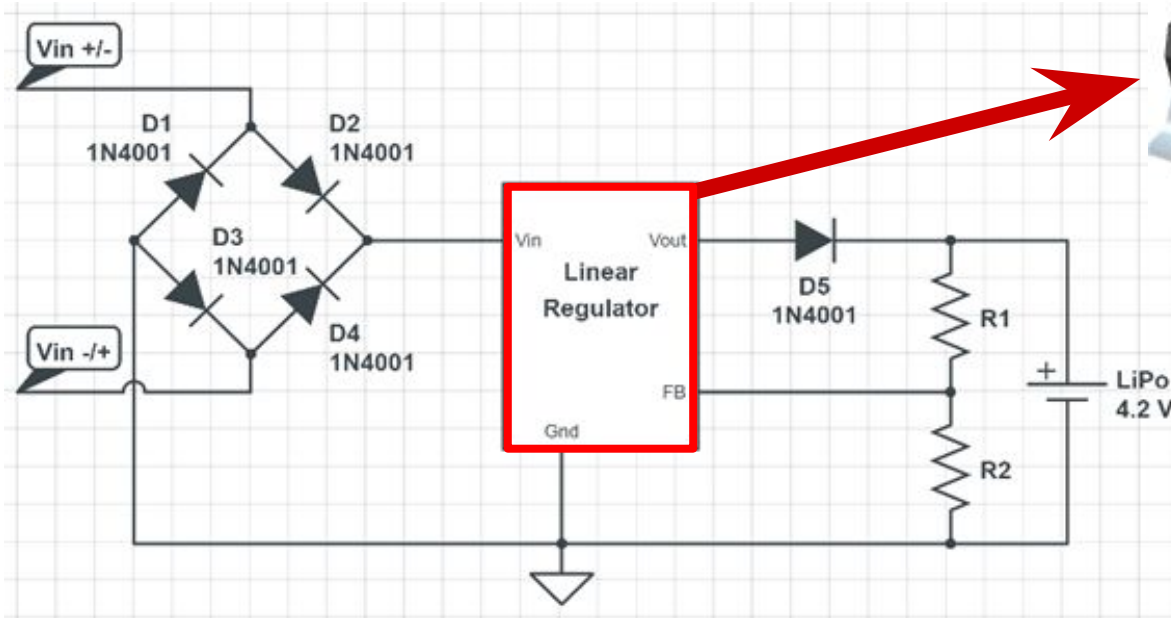 Vin +/-
D1
1N4001
D2
1N4001
D3
1N4001
D4
1N4001
Vin -/+
Vin
Vout
Linear
Regulator
FB
Gnd
D5
1N4001
R1
R2
+
LiPo
4.2 V